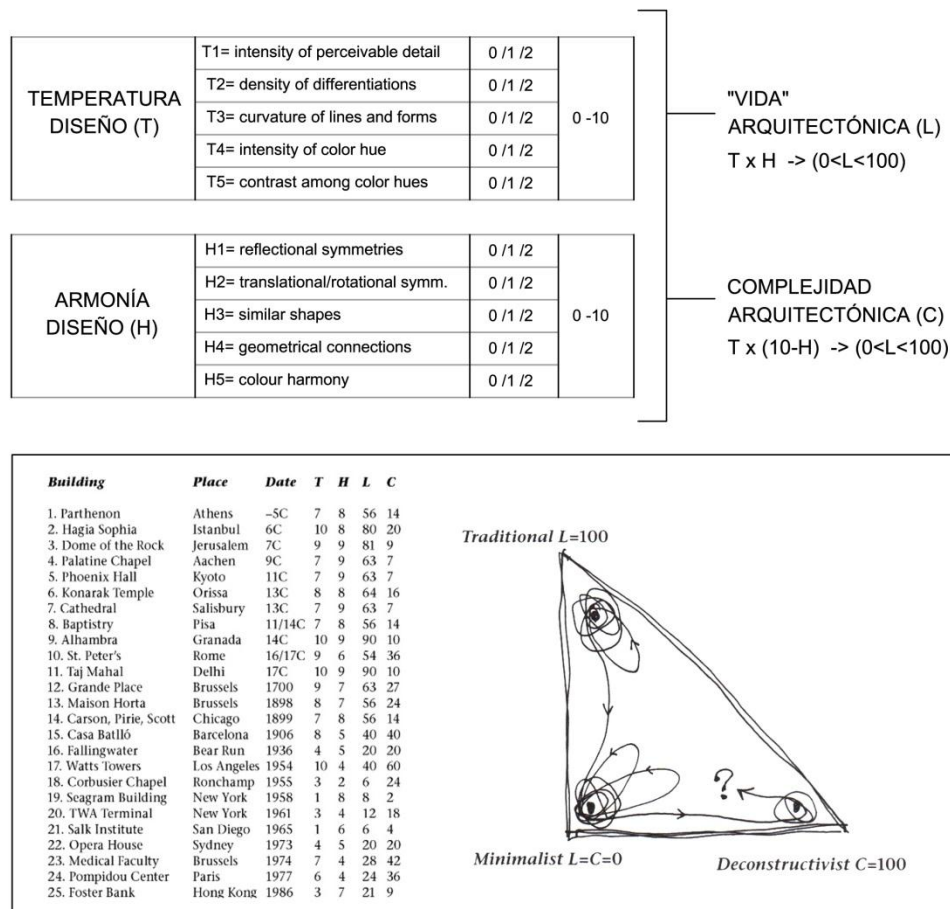 TEMPERATURA
DISEÑO (T)
T1= intensity of perceivable detail 0 /1 /2
T2= density of differentiations 0 /1 /2
T3= curvature of lines and forms 0 /1 /2
T4= intensity of color hue 0 /1 /2
T5= contrast among color hues 0 /1 /2
0 -10
ARMONÍA
DISEÑO (H)
H1= reflectional symmetries 0 /1 /2
H2= translational/rotational symm. 0 /1 /2
H3= similar shapes 0 /1 /2
H4= geometrical connections 0 /1 /2
H5= colour harmony 0 /1 /2
0 -10
"VIDA"
ARQUITECTÓNICA (L)
T x H -> (0<L<100)
COMPLEJIDAD
ARQUITECTÓNICA (C)
T x (10-H) -> (0<L<100)
Building Place Date T H L C
1. Parthenon Athens –5C 7 8 56 14
2. Hagia Sophia Istanbul 6C 10 8 80 20
3. Dome of the Rock Jerusalem 7C 9 9 81 9
4. Palatine Chapel Aachen 9C 7 9 63 7
5. Phoenix Hall Kyoto 11C 7 9 63 7
6. Konarak Temple Orissa 13C 8 8 64 16
7. Cathedral Salisbury 13C 7 9 63 7
8. Baptistry Pisa 11/14C 7 8 56 14
9. Alhambra Granada 14C 10 9 90 10
10. St. Peter's Rome 16/17C 9 6 54 36
11. Taj Mahal Delhi 17C 10 9 90 10
12. Grande Place Brussels 1700 9 7 63 27
13. Maison Horta Brussels 1898 8 7 56 24
14. Carson, Pirie, Scott Chicago 1899 7 8 56 14
15. Casa Batlló Barcelona 1906 8 5 40 40
16. Fallingwater Bear Run 1936 4 5 20 20
17. Watts Towers Los Angeles 1954 10 4 40 60
18. Corbusier Chapel Ronchamp 1955 3 2 6 24
19. Seagram Building New York 1958 1 8 8 2
20. TWA Terminal New York 1961 3 4 12 18
21. Salk Institute San Diego 1965 1 6 6 4
22. Opera House Sydney 1973 4 5 20 20
23. Medical Faculty Brussels 1974 7 4 28 42
24. Pompidou Center Paris 1977 6 4 24 36
25. Foster Bank Hong Kong 1986 3 7 21 9
Traditional L=100
?
Minimalist L=C=0
Deconstructivist C=100